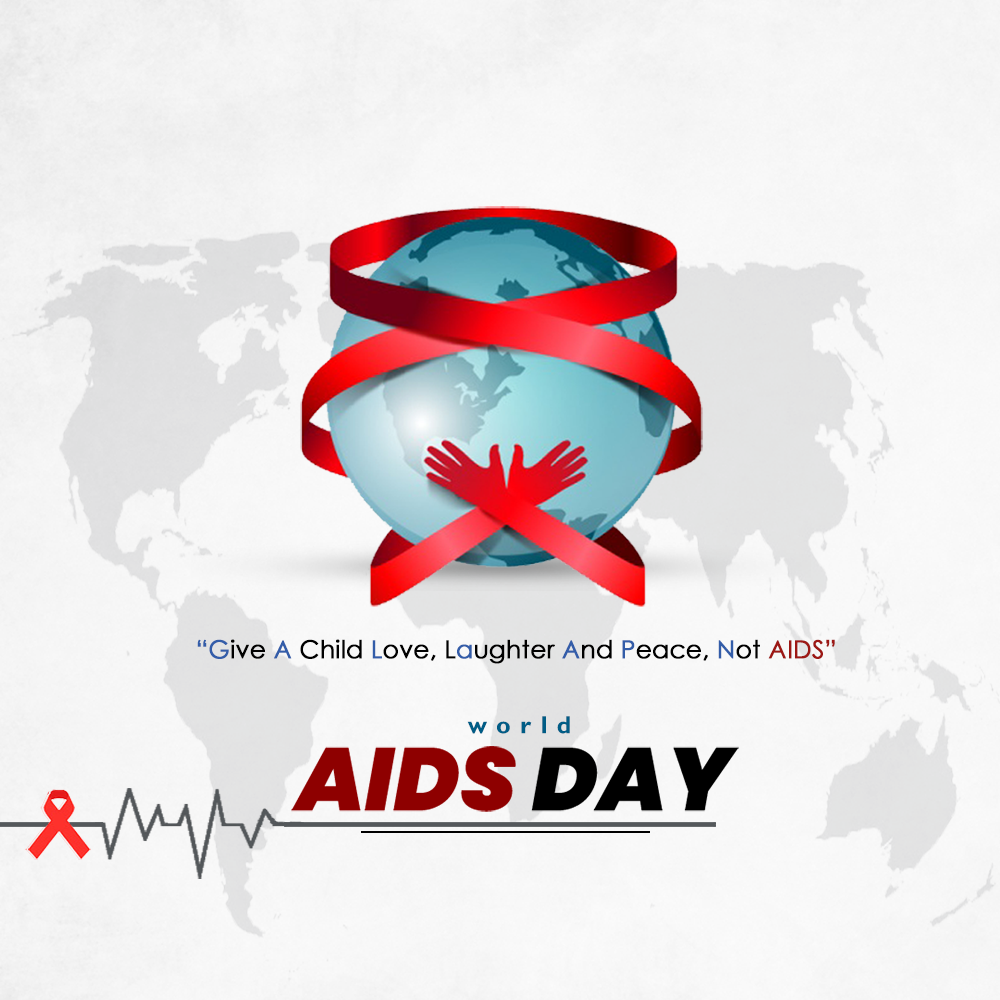 “Give A Child Love, Laughter And Peace, Not AIDS”
world
AIDS DAY